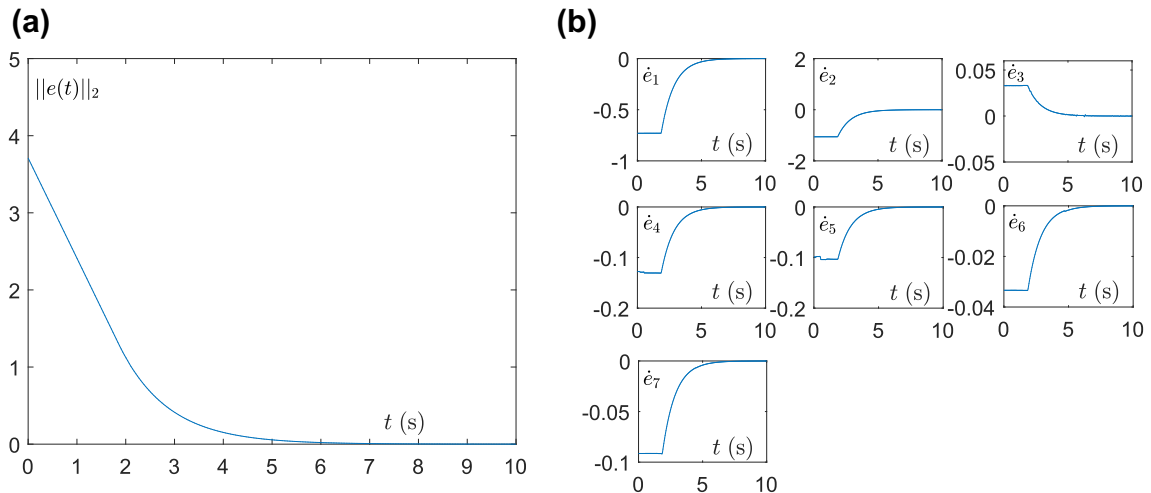 (a)
(b)
5
4
3
2
1
0
||e(t)||₂
t (s)
0 1 2 3 4 5 6 7 8 9 10
0
-0.5
-1
ė₁
t (s)
0 5 10
2
0
-2
ė₂
t (s)
0 5 10
0.05
0
-0.05
ė₃
t (s)
0 5 10
0
-0.1
-0.2
ė₄
t (s)
0 5 10
0
-0.1
-0.2
ė₅
t (s)
0 5 10
0
-0.02
-0.04
ė₆
t (s)
0 5 10
0
-0.05
-0.1
ė₇
t (s)
0 5 10